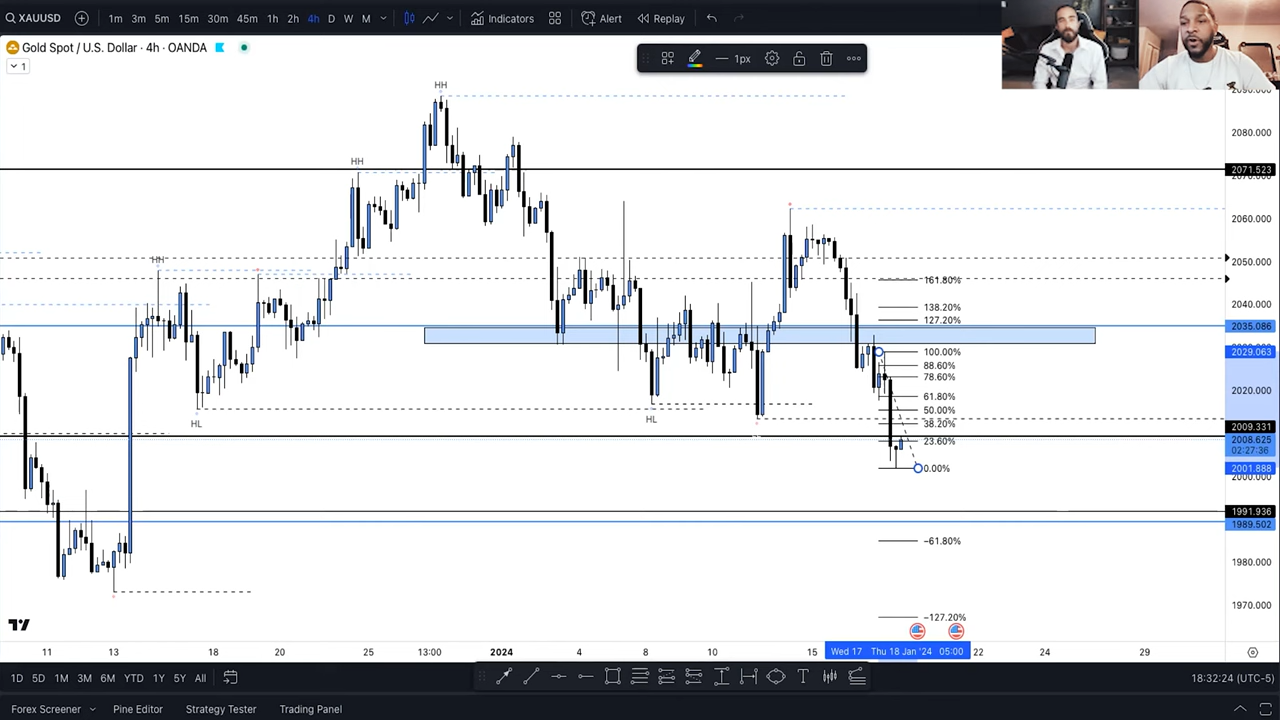 XAUUSD 1m 3m 5m 15m 30m 45m 1h 2h 4h D W M Indicators Alert Replay
Gold Spot / U.S. Dollar · 4h · OANDA
1
1px
HH
HH
HH
HL
HL
161.80%
138.20%
127.20%
100.00%
88.60%
78.60%
61.80%
50.00%
38.20%
23.60%
0.00%
−61.80%
−127.20%
2080.000
2071.523
2060.000
2050.000
2040.000
2035.086
2029.063
2020.000
2009.331
2008.625
02:27:36
2001.888
2000.000
1991.936
1989.502
1980.000
1970.000
11 13 18 20 25 13:00 2024 4 8 10 15 Wed 17 Thu 18 Jan '24 05:00 22 24 29
1D 5D 1M 3M 6M YTD 1Y 5Y All T 18:32:24 (UTC-5)
Forex Screener Pine Editor Strategy Tester Trading Panel